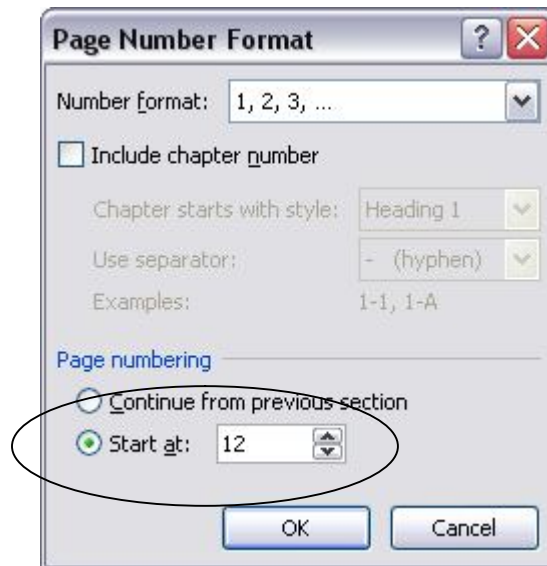 Page Number Format
Number format: 1, 2, 3, ...
Include chapter number
Chapter starts with style: Heading 1
Use separator: - (hyphen)
Examples: 1-1, 1-A
Page numbering
Continue from previous section
Start at: 12
OK Cancel